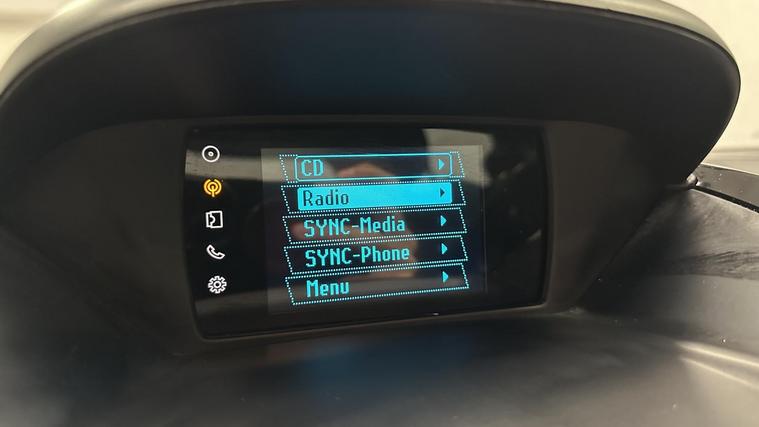 CD
Radio
SYNC-Media
SYNC-Phone
Menu